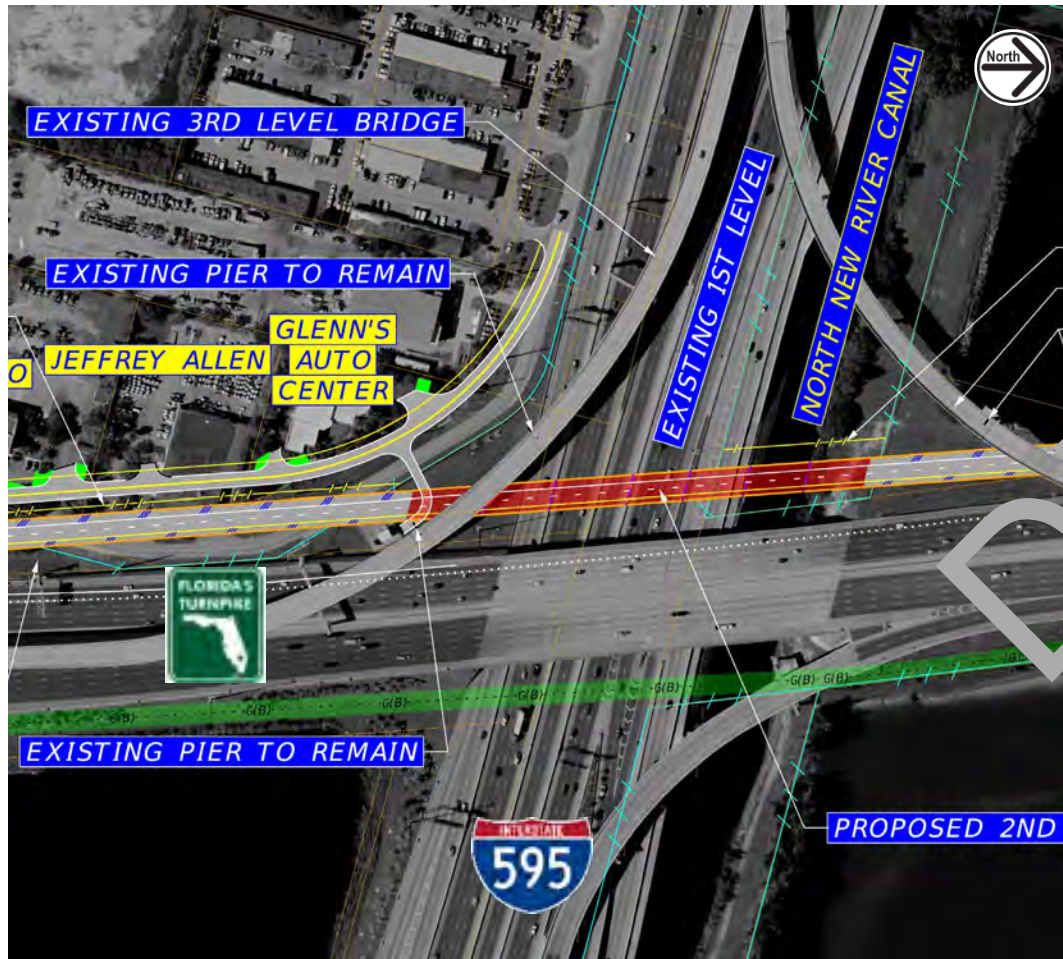 North
EXISTING 3RD LEVEL BRIDGE
EXISTING 1ST LEVEL
NORTH NEW RIVER CANAL
EXISTING PIER TO REMAIN
GLENN'S
AUTO
CENTER
JEFFREY ALLEN
O
FLORIDA'S
TURNPIKE
-G(B)
-G(B)
-G(B)
-G(B)
-G(B)
-G(B) G(B)
-G(B)
EXISTING PIER TO REMAIN
INTERSTATE
595
PROPOSED 2ND